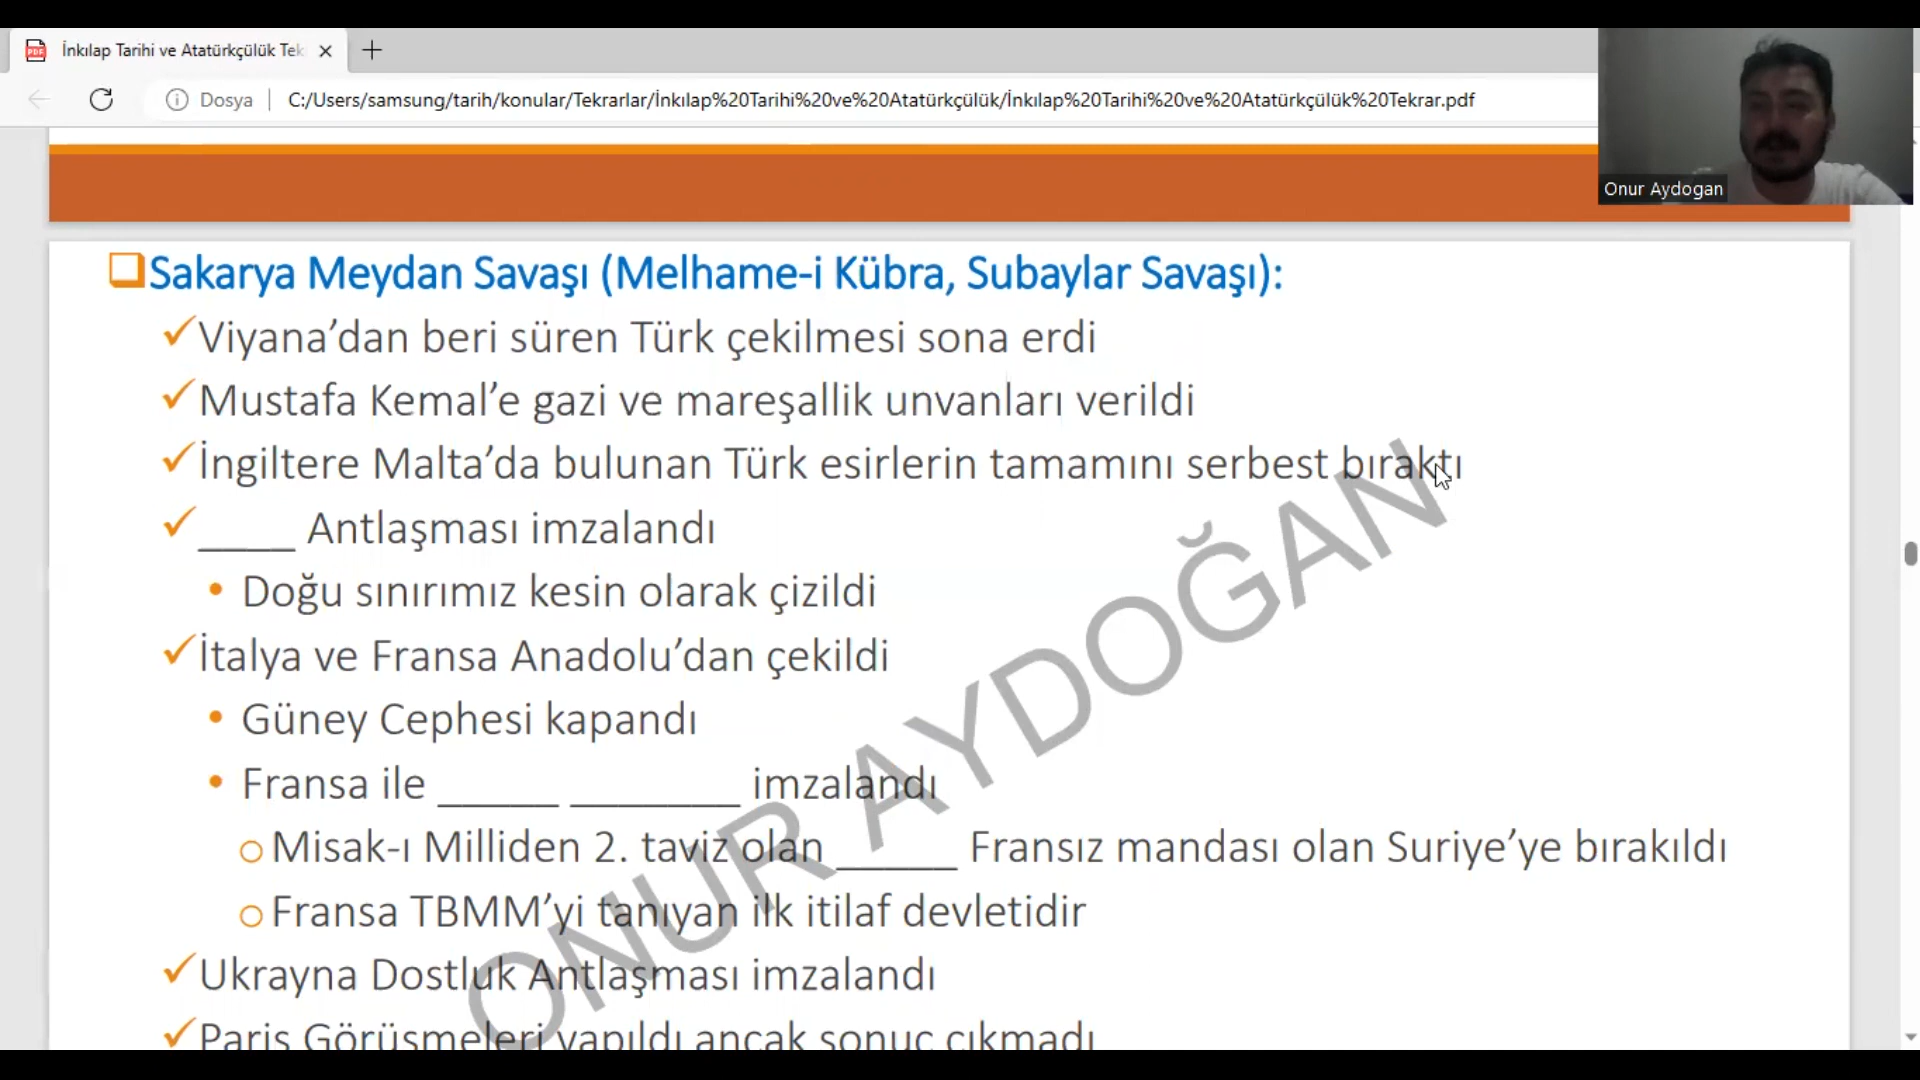 İnkılap Tarihi ve Atatürkçülük Tek
Dosya
C:/Users/samsung/tarih/konular/Tekrarlar/İnkılap%20Tarihi%20ve%20Atatürkçülük/İnkılap%20Tarihi%20ve%20Atatürkçülük%20Tekrar.pdf
Onur Aydogan
Sakarya Meydan Savaşı (Melhame-i Kübra, Subaylar Savaşı):
Viyana’dan beri süren Türk çekilmesi sona erdi
Mustafa Kemal’e gazi ve mareşallik unvanları verildi
İngiltere Malta’da bulunan Türk esirlerin tamamını serbest bıraktı
____ Antlaşması imzalandı
Doğu sınırımız kesin olarak çizildi
İtalya ve Fransa Anadolu’dan çekildi
Güney Cephesi kapandı
Fransa ile _____ _______ imzalandı
Misak-ı Milliden 2. taviz olan _____ Fransız mandası olan Suriye’ye bırakıldı
Fransa TBMM’yi tanıyan ilk itilaf devletidir
Ukrayna Dostluk Antlaşması imzalandı
Paris Görüşmeleri yapıldı ancak sonuç çıkmadı
ONUR AYDOĞAN